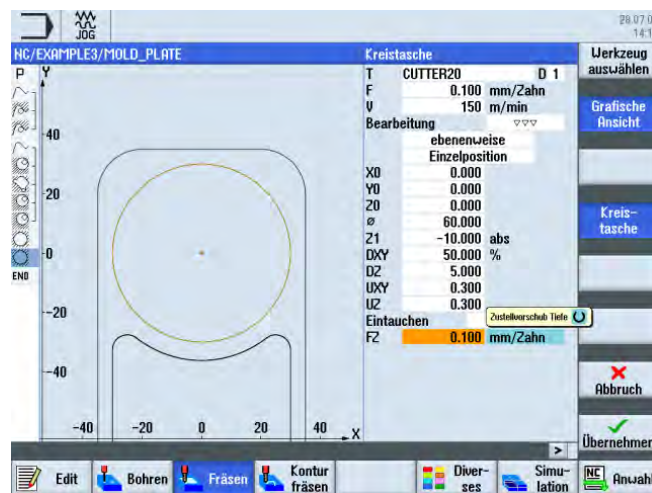 JOG
28.07.0
14:1
NC/EXAMPLE3/MOLD_PLATE
Kreistasche
Werkzeug
auswählen
P Y
T CUTTER20 D 1
F 0.100 mm/Zahn
V 150 m/min
Bearbeitung ▽▽▽
ebenenweise
Einzelposition
X0 0.000
Y0 0.000
Z0 0.000
ø 60.000
Z1 -10.000 abs
DXY 50.000 %
DZ 5.000
UXY 0.300
UZ 0.300
Eintauchen
Zustellvorschub Tiefe
FZ 0.100 mm/Zahn
Grafische
Ansicht
Kreis-
tasche
Abbruch
Übernehmen
40
20
0
-20
-40
END
-40 -20 0 20 40 X
>
Edit
Bohren
Fräsen
Kontur
fräsen
Diver-
ses
Simu-
lation
NC
Anwahl